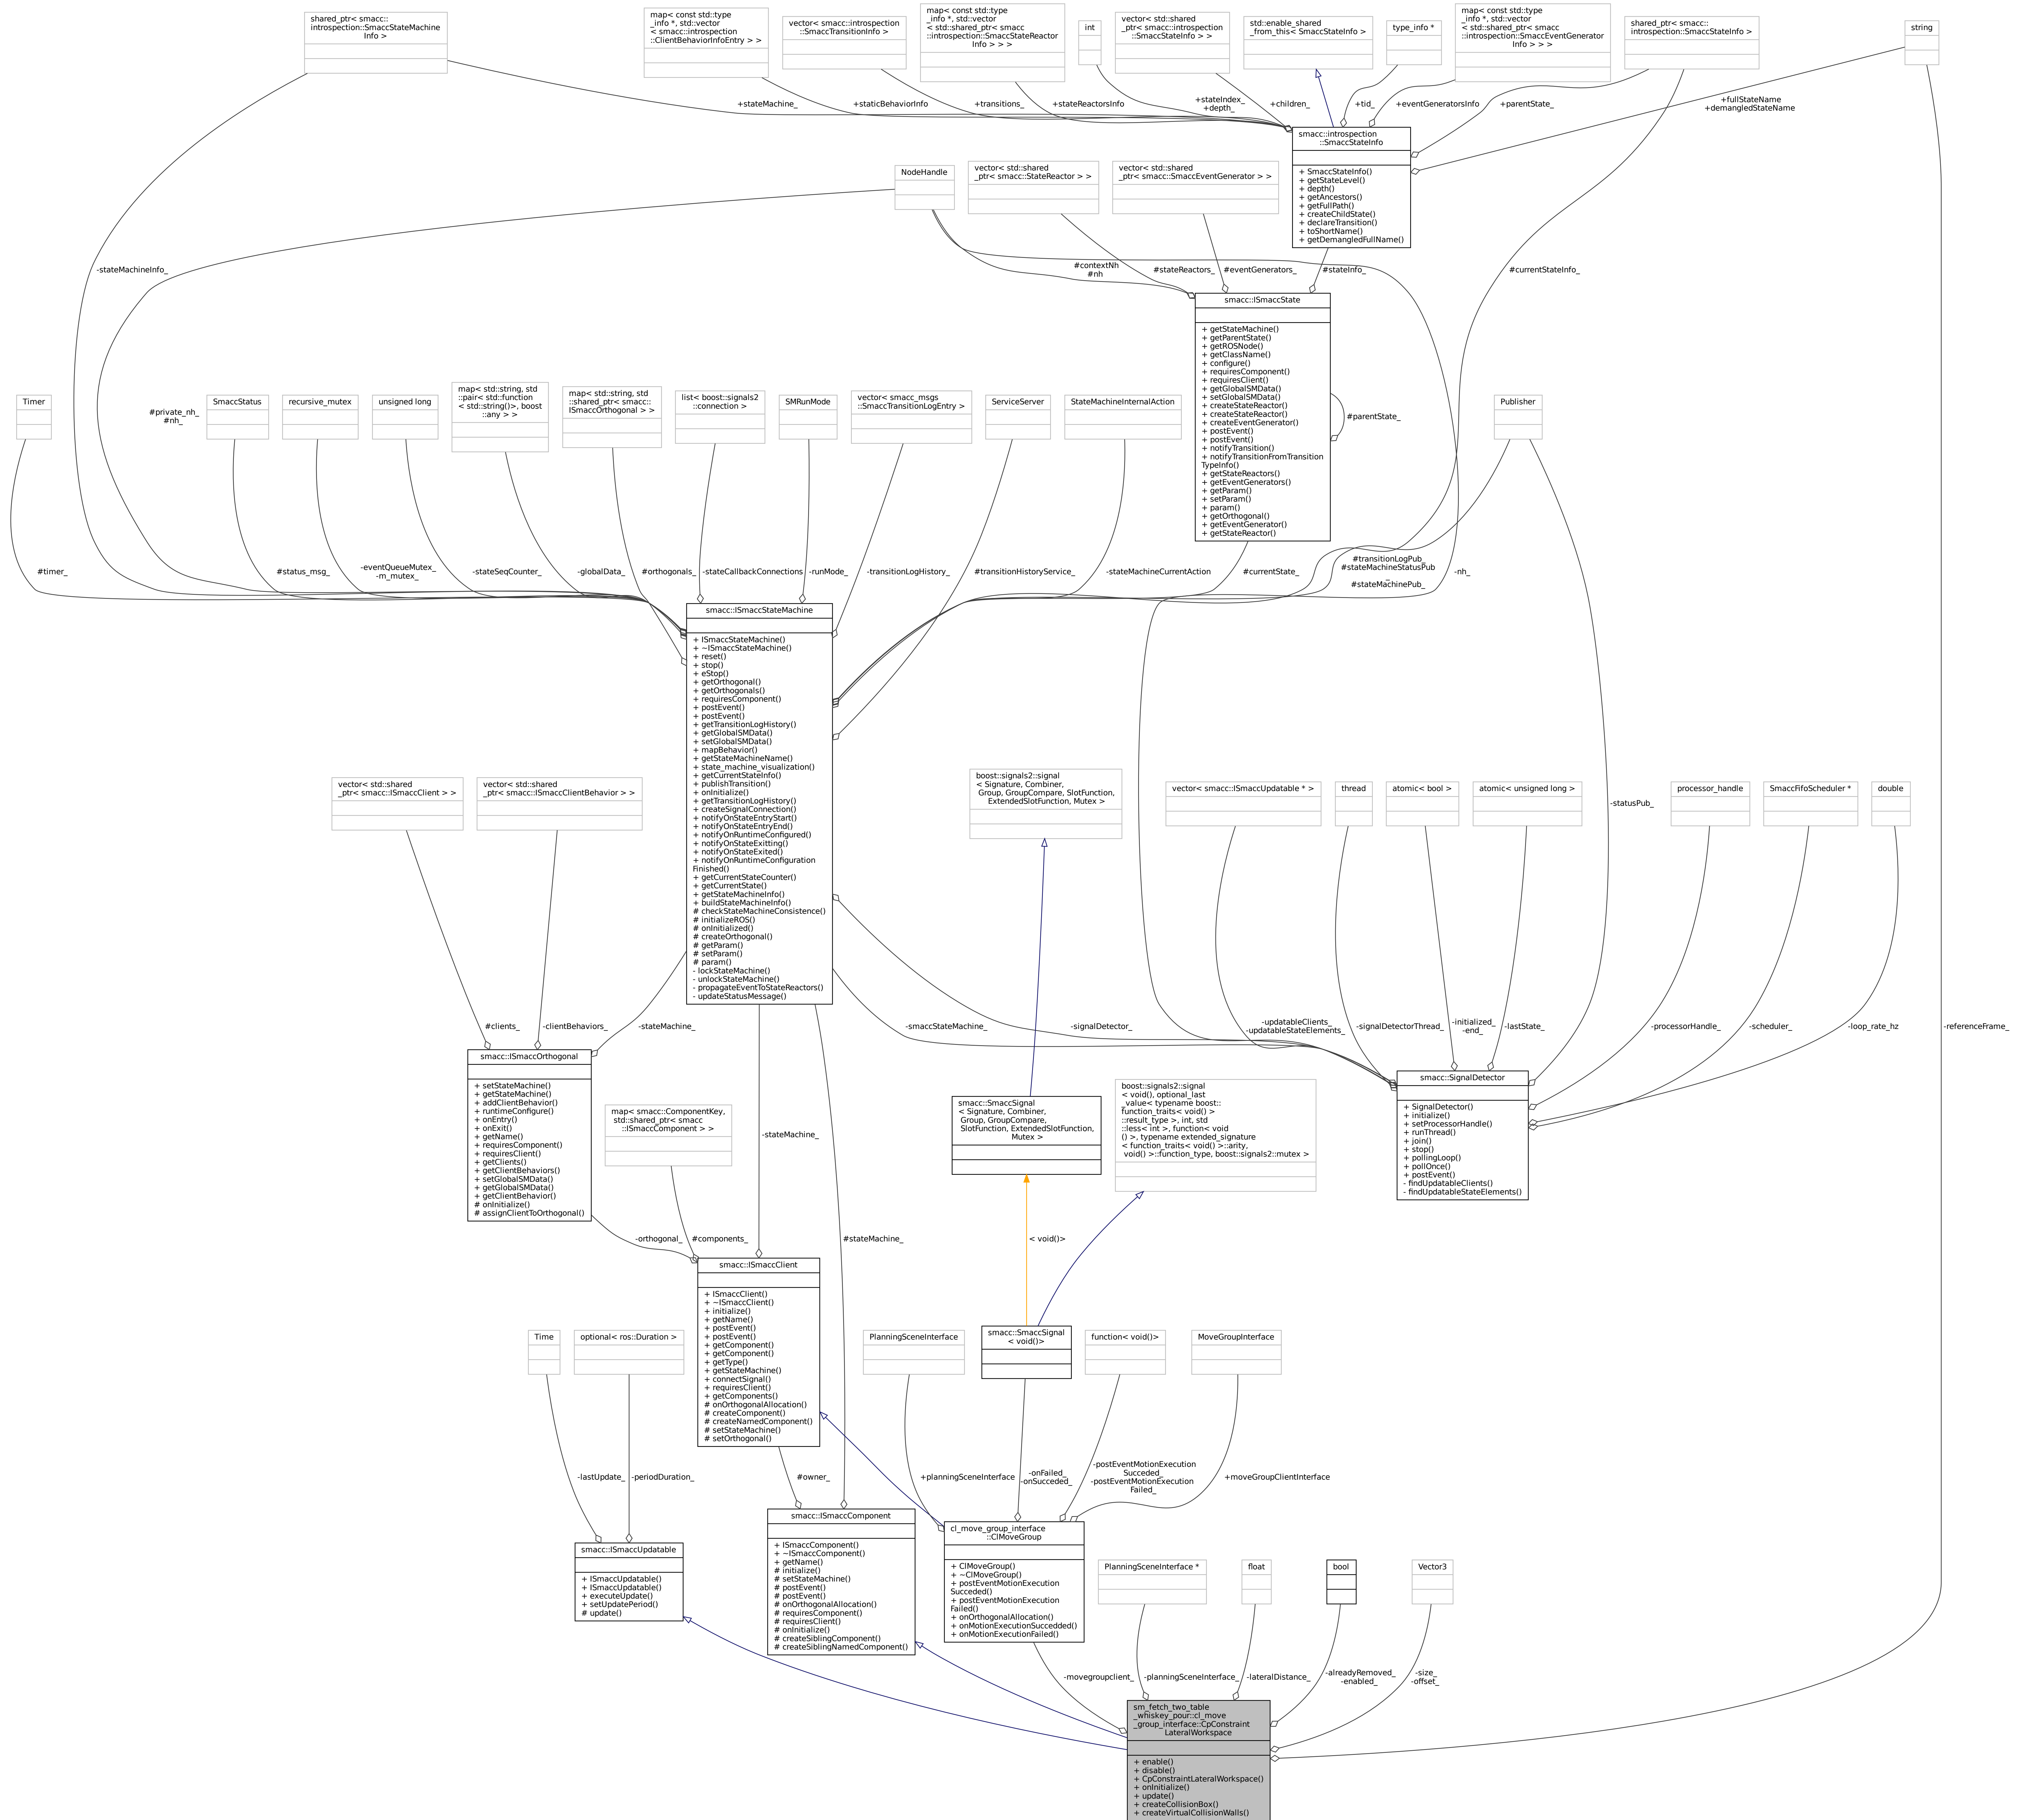 shared_ptr< smacc::
introspection::SmaccStateMachine
Info >
map< const std::type
_info *, std::vector
< smacc::introspection
::ClientBehaviorInfoEntry > >
vector< smacc::introspection
::SmaccTransitionInfo >
map< const std::type
_info *, std::vector
< std::shared_ptr< smacc
::introspection::SmaccStateReactor
Info > > >
int
vector< std::shared
_ptr< smacc::introspection
::SmaccStateInfo > >
std::enable_shared
_from_this< SmaccStateInfo >
type_info *
map< const std::type
_info *, std::vector
< std::shared_ptr< smacc
::introspection::SmaccEventGenerator
Info > > >
shared_ptr< smacc::
introspection::SmaccStateInfo >
string
+stateMachine_
+staticBehaviorInfo
+transitions_
+stateReactorsInfo
+stateIndex_
+depth_
+children_
+tid_
+eventGeneratorsInfo
+parentState_
+fullStateName
+demangledStateName
smacc::introspection
::SmaccStateInfo
+ SmaccStateInfo()
+ getStateLevel()
+ depth()
+ getAncestors()
+ getFullPath()
+ createChildState()
+ declareTransition()
+ toShortName()
+ getDemangledFullName()
NodeHandle
vector< std::shared
_ptr< smacc::StateReactor > >
vector< std::shared
_ptr< smacc::SmaccEventGenerator > >
-stateMachineInfo_
#contextNh
#nh
#stateReactors_
#eventGenerators_
#stateInfo_
#currentStateInfo_
smacc::ISmaccState
+ getStateMachine()
+ getParentState()
+ getROSNode()
+ getClassName()
+ configure()
+ requiresComponent()
+ requiresClient()
+ getGlobalSMData()
+ setGlobalSMData()
+ createStateReactor()
+ createStateReactor()
+ createEventGenerator()
+ postEvent()
+ postEvent()
+ notifyTransition()
+ notifyTransitionFromTransition
TypeInfo()
+ getStateReactors()
+ getEventGenerators()
+ getParam()
+ setParam()
+ param()
+ getOrthogonal()
+ getEventGenerator()
+ getStateReactor()
#parentState_
Timer
#private_nh_
#nh_
SmaccStatus
recursive_mutex
unsigned long
map< std::string, std
::pair< std::function
< std::string()>, boost
::any > >
map< std::string, std
::shared_ptr< smacc::
ISmaccOrthogonal > >
list< boost::signals2
::connection >
SMRunMode
vector< smacc_msgs
::SmaccTransitionLogEntry >
ServiceServer
StateMachineInternalAction
Publisher
#timer_
#status_msg_
-eventQueueMutex_
-m_mutex_
-stateSeqCounter_
-globalData_
#orthogonals_
-stateCallbackConnections
-runMode_
-transitionLogHistory_
#transitionHistoryService_
-stateMachineCurrentAction
#currentState_
#transitionLogPub_
#stateMachineStatusPub
_
#stateMachinePub_
-nh_
smacc::ISmaccStateMachine
+ ISmaccStateMachine()
+ ~ISmaccStateMachine()
+ reset()
+ stop()
+ eStop()
+ getOrthogonal()
+ getOrthogonals()
+ requiresComponent()
+ postEvent()
+ postEvent()
+ getTransitionLogHistory()
+ getGlobalSMData()
+ setGlobalSMData()
+ mapBehavior()
+ getStateMachineName()
+ state_machine_visualization()
+ getCurrentStateInfo()
+ publishTransition()
+ onInitialize()
+ getTransitionLogHistory()
+ createSignalConnection()
+ notifyOnStateEntryStart()
+ notifyOnStateEntryEnd()
+ notifyOnRuntimeConfigured()
+ notifyOnStateExitting()
+ notifyOnStateExited()
+ notifyOnRuntimeConfiguration
Finished()
+ getCurrentStateCounter()
+ getCurrentState()
+ getStateMachineInfo()
+ buildStateMachineInfo()
# checkStateMachineConsistence()
# initializeROS()
# onInitialized()
# createOrthogonal()
# getParam()
# setParam()
# param()
- lockStateMachine()
- unlockStateMachine()
- propagateEventToStateReactors()
- updateStatusMessage()
vector< std::shared
_ptr< smacc::ISmaccClient > >
vector< std::shared
_ptr< smacc::ISmaccClientBehavior > >
boost::signals2::signal
< Signature, Combiner,
Group, GroupCompare, SlotFunction,
ExtendedSlotFunction, Mutex >
vector< smacc::ISmaccUpdatable * >
thread
atomic< bool >
atomic< unsigned long >
-statusPub_
processor_handle
SmaccFifoScheduler *
double
#clients_
-clientBehaviors_
-stateMachine_
-smaccStateMachine_
-signalDetector_
-updatableClients_
-updatableStateElements_
-signalDetectorThread_
-initialized_
-end_
-lastState_
-processorHandle_
-scheduler_
-loop_rate_hz
-referenceFrame_
smacc::ISmaccOrthogonal
+ setStateMachine()
+ getStateMachine()
+ addClientBehavior()
+ runtimeConfigure()
+ onEntry()
+ onExit()
+ getName()
+ requiresComponent()
+ requiresClient()
+ getClients()
+ getClientBehaviors()
+ setGlobalSMData()
+ getGlobalSMData()
+ getClientBehavior()
# onInitialize()
# assignClientToOrthogonal()
map< smacc::ComponentKey,
std::shared_ptr< smacc
::ISmaccComponent > >
-stateMachine_
smacc::SmaccSignal
< Signature, Combiner,
Group, GroupCompare,
SlotFunction, ExtendedSlotFunction,
Mutex >
boost::signals2::signal
< void(), optional_last
_value< typename boost::
function_traits< void() >
::result_type >, int, std
::less< int >, function< void
() >, typename extended_signature
< function_traits< void() >::arity,
void() >::function_type, boost::signals2::mutex >
smacc::SignalDetector
+ SignalDetector()
+ initialize()
+ setProcessorHandle()
+ runThread()
+ join()
+ stop()
+ pollingLoop()
+ pollOnce()
+ postEvent()
- findUpdatableClients()
- findUpdatableStateElements()
-orthogonal_
#components_
#stateMachine_
< void()>
smacc::ISmaccClient
+ ISmaccClient()
+ ~ISmaccClient()
+ initialize()
+ getName()
+ postEvent()
+ postEvent()
+ getComponent()
+ getComponent()
+ getType()
+ getStateMachine()
+ connectSignal()
+ requiresClient()
+ getComponents()
# onOrthogonalAllocation()
# createComponent()
# createNamedComponent()
# setStateMachine()
# setOrthogonal()
Time
optional< ros::Duration >
PlanningSceneInterface
smacc::SmaccSignal
< void()>
function< void()>
MoveGroupInterface
-lastUpdate_
-periodDuration_
#owner_
+planningSceneInterface
-onFailed_
-onSucceded_
-postEventMotionExecution
Succeded_
-postEventMotionExecution
Failed_
+moveGroupClientInterface
smacc::ISmaccUpdatable
+ ISmaccUpdatable()
+ ISmaccUpdatable()
+ executeUpdate()
+ setUpdatePeriod()
# update()
smacc::ISmaccComponent
+ ISmaccComponent()
+ ~ISmaccComponent()
+ getName()
# initialize()
# setStateMachine()
# postEvent()
# postEvent()
# onOrthogonalAllocation()
# requiresComponent()
# requiresClient()
# onInitialize()
# createSiblingComponent()
# createSiblingNamedComponent()
cl_move_group_interface
::ClMoveGroup
+ ClMoveGroup()
+ ~ClMoveGroup()
+ postEventMotionExecution
Succeded()
+ postEventMotionExecution
Failed()
+ onOrthogonalAllocation()
+ onMotionExecutionSuccedded()
+ onMotionExecutionFailed()
PlanningSceneInterface *
float
bool
Vector3
-movegroupclient_
-planningSceneInterface_
-lateralDistance_
-alreadyRemoved_
-enabled_
-size_
-offset_
sm_fetch_two_table
_whiskey_pour::cl_move
_group_interface::CpConstraint
LateralWorkspace
+ enable()
+ disable()
+ CpConstraintLateralWorkspace()
+ onInitialize()
+ update()
+ createCollisionBox()
+ createVirtualCollisionWalls()